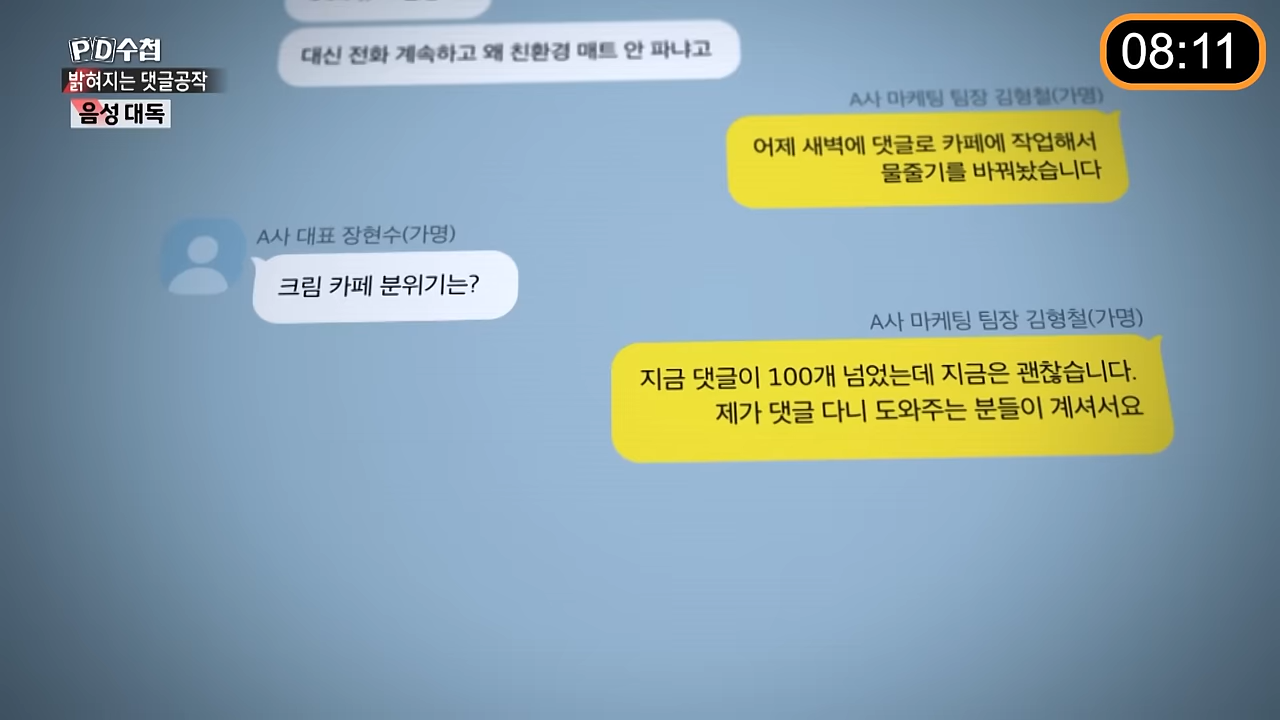 PD수첩
밝혀지는 댓글공작
음성 대독
08:11
대신 전화 계속하고 왜 친환경 매트 안 파냐고
A사 마케팅 팀장 김형철(가명)
어제 새벽에 댓글로 카페에 작업해서
물줄기를 바꿔놨습니다
A사 대표 장현수(가명)
크림 카페 분위기는?
A사 마케팅 팀장 김형철(가명)
지금 댓글이 100개 넘었는데 지금은 괜찮습니다.
제가 댓글 다니 도와주는 분들이 계셔서요